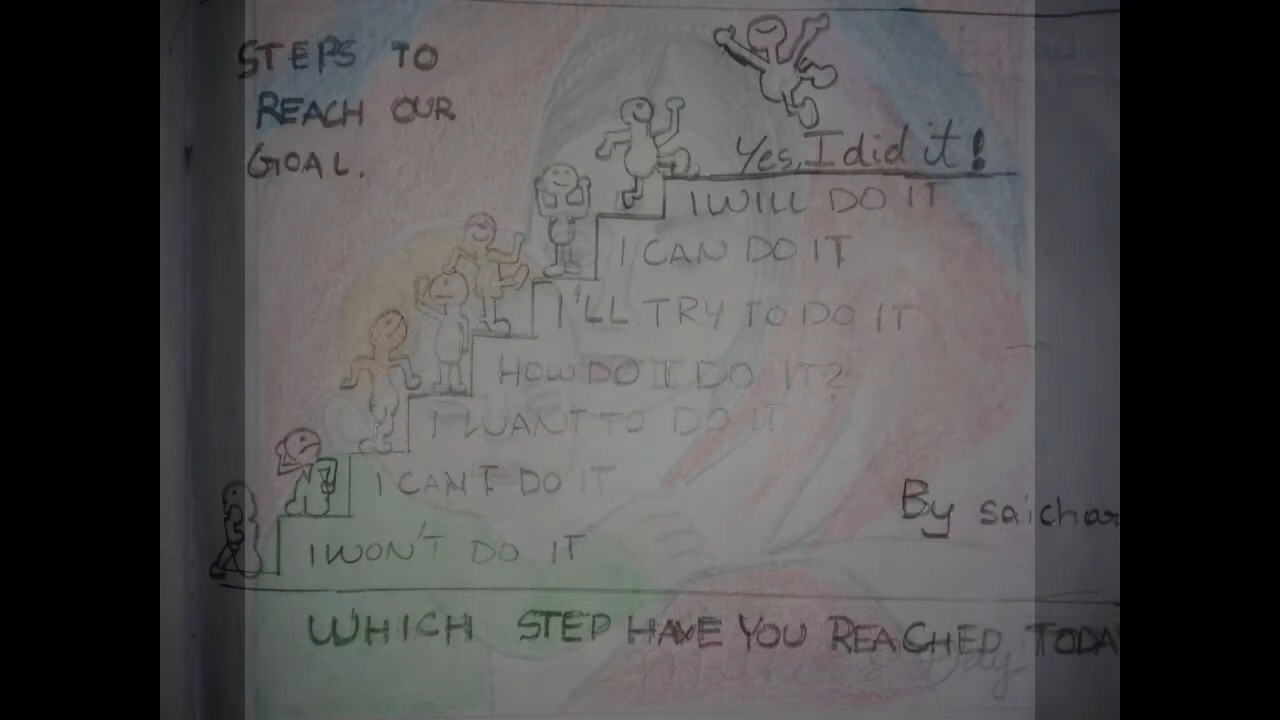 STEPS TO
REACH OUR
GOAL.
Yes, I did it!
I WILL DO IT
I CAN DO IT
I'LL TRY TO DO IT
HOW DO I DO IT?
I WANT TO DO IT
I CAN'T DO IT
I WON'T DO IT
By saichar
WHICH STEP HAVE YOU REACHED TODA
Mother's Day